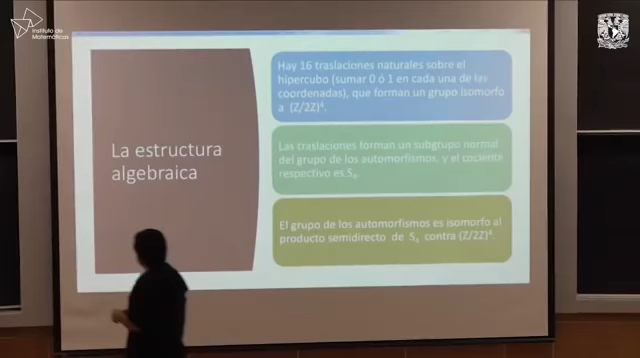 Instituto de
Matemáticas
Hay 16 traslaciones naturales sobre el
hipercubo (sumar 0 ó 1 en cada una de las
coordenadas), que forman un grupo isomorfo
a (Z/2Z)⁴.
La estructura
algebraica
Las traslaciones forman un subgrupo normal
del grupo de los automorfismos, y el cociente
respectivo es S₄.
El grupo de los automorfismos es isomorfo al
producto semidirecto de S₄ contra (Z/2Z)⁴.